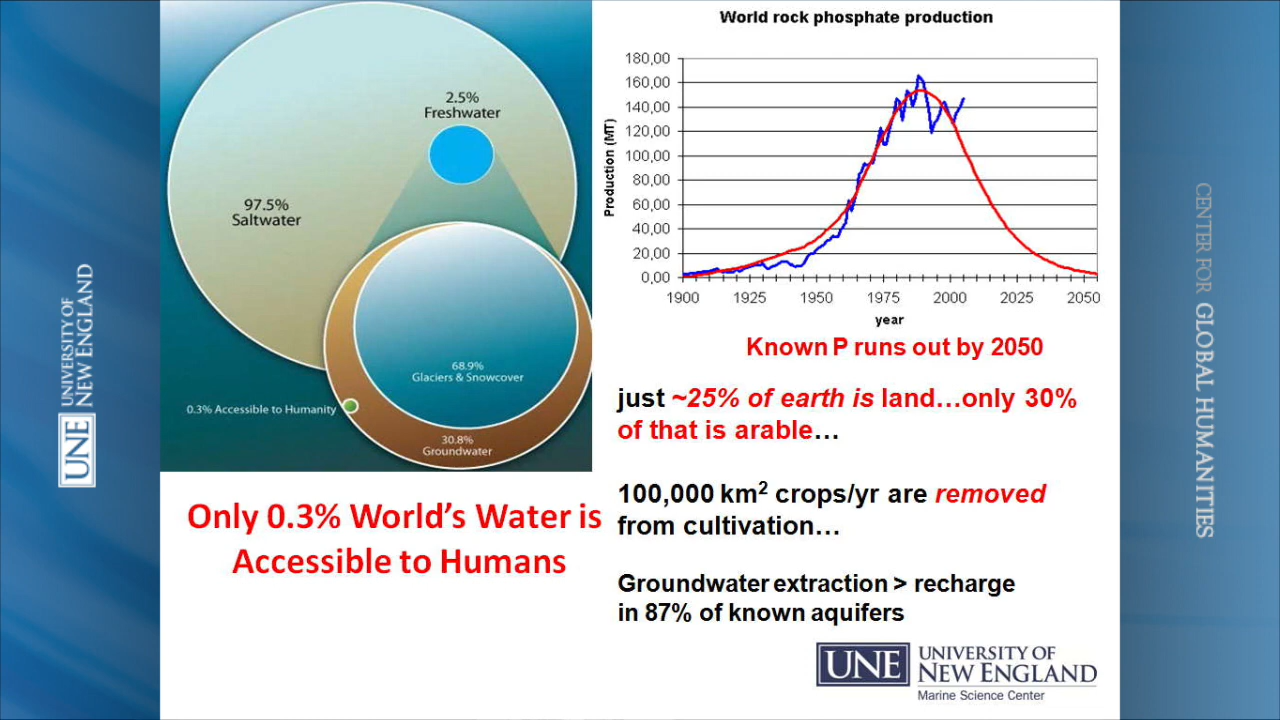 World rock phosphate production
2.5%
Freshwater
97.5%
Saltwater
68.9%
Glaciers & Snowcover
0.3% Accessible to Humanity
30.8%
Groundwater
Production (MT)
180,00
160,00
140,00
120,00
100,00
80,00
60,00
40,00
20,00
0,00
1900 1925 1950 1975 2000 2025 2050
year
Known P runs out by 2050
just ~25% of earth is land…only 30%
of that is arable…
100,000 km² crops/yr are removed
from cultivation…
Groundwater extraction > recharge
in 87% of known aquifers
Only 0.3% World's Water is
Accessible to Humans
UNE UNIVERSITY OF
NEW ENGLAND
Marine Science Center
UNE UNIVERSITY OF
NEW ENGLAND
CENTER FOR GLOBAL HUMANITIES